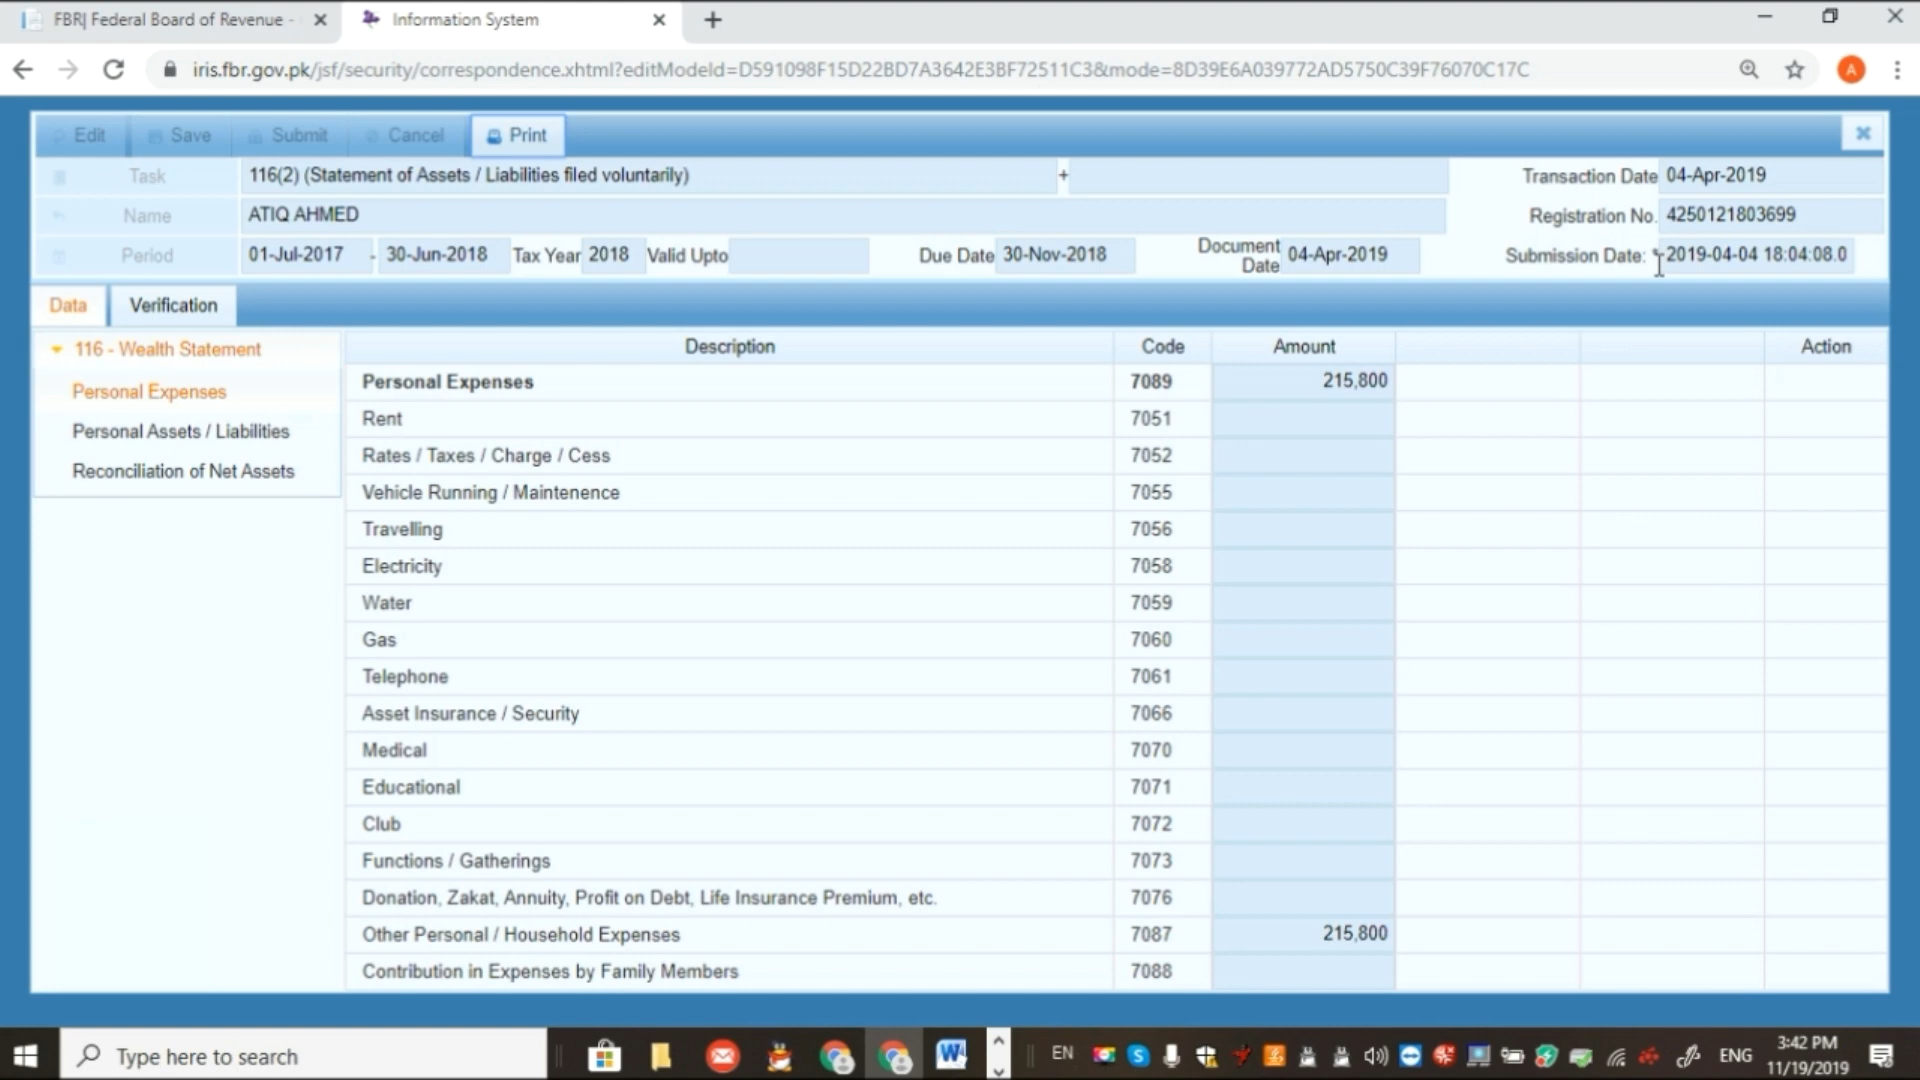 FBR| Federal Board of Revenue -
Information System
iris.fbr.gov.pk/jsf/security/correspondence.xhtml?editModeId=D591098F15D22BD7A3642E3BF72511C3&mode=8D39E6A039772AD5750C39F76070C17C
A
Edit Save Submit Cancel Print
Task 116(2) (Statement of Assets / Liabilities filed voluntarily) + Transaction Date 04-Apr-2019
Name ATIQ AHMED Registration No. 4250121803699
Period 01-Jul-2017 - 30-Jun-2018 Tax Year 2018 Valid Upto Due Date 30-Nov-2018 Document Date 04-Apr-2019 Submission Date: * 2019-04-04 18:04:08.0
Data Verification
116 - Wealth Statement
Personal Expenses
Personal Assets / Liabilities
Reconciliation of Net Assets
Description Code Amount Action
Personal Expenses 7089 215,800
Rent 7051
Rates / Taxes / Charge / Cess 7052
Vehicle Running / Maintenence 7055
Travelling 7056
Electricity 7058
Water 7059
Gas 7060
Telephone 7061
Asset Insurance / Security 7066
Medical 7070
Educational 7071
Club 7072
Functions / Gatherings 7073
Donation, Zakat, Annuity, Profit on Debt, Life Insurance Premium, etc. 7076
Other Personal / Household Expenses 7087 215,800
Contribution in Expenses by Family Members 7088
Type here to search
EN
ENG
3:42 PM
11/19/2019